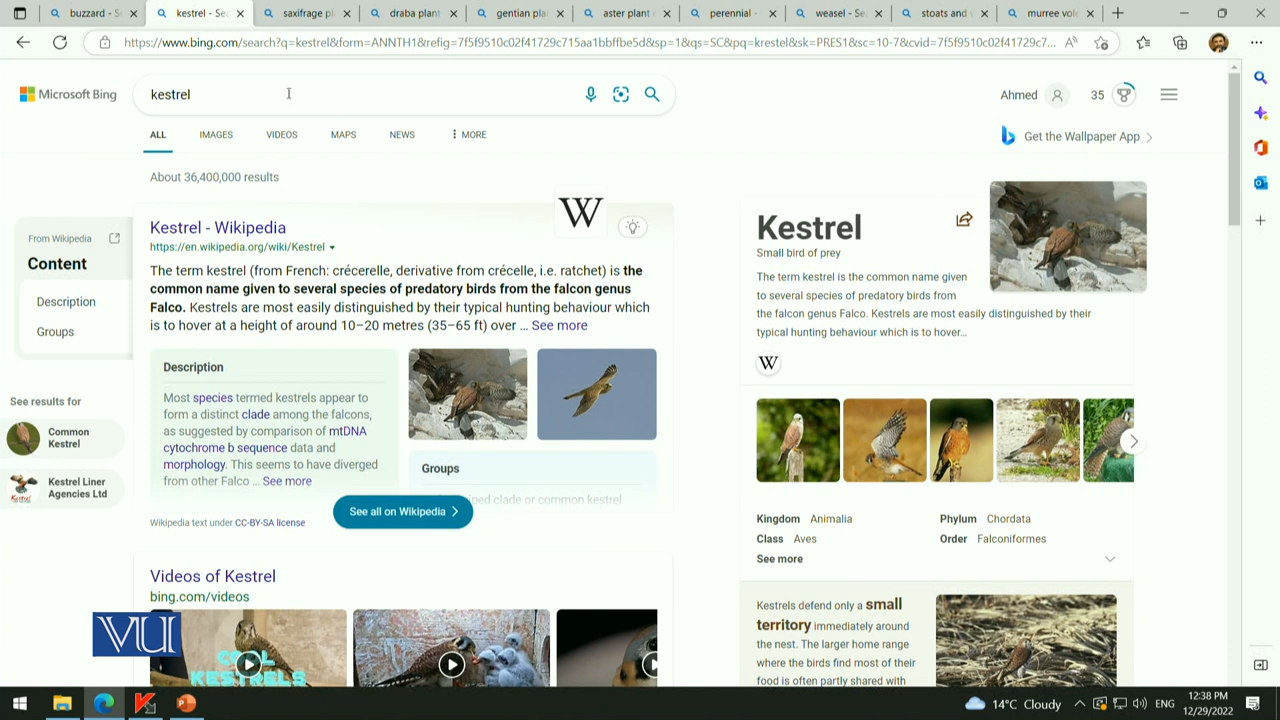 buzzard - Se
kestrel - Sea
saxifrage pl
draba plant
gentian pla
aster plant
perennial -
weasel - Se
stoats and
murree vole
https://www.bing.com/search?q=kestrel&form=ANNTH1&refig=7f5f9510c02f41729c715aa1bbffbe5d&sp=1&qs=SC&pq=krestel&sk=PRES1&sc=10-7&cvid=7f5f9510c02f41729c7...
Microsoft Bing
kestrel
Ahmed
35
ALL IMAGES VIDEOS MAPS NEWS MORE
Get the Wallpaper App
About 36,400,000 results
From Wikipedia
Content
Description
Groups
See results for
Common
Kestrel
Kestrel Liner
Agencies Ltd
Kestrel - Wikipedia
https://en.wikipedia.org/wiki/Kestrel
W
The term kestrel (from French: crécerelle, derivative from crécelle, i.e. ratchet) is the
common name given to several species of predatory birds from the falcon genus
Falco. Kestrels are most easily distinguished by their typical hunting behaviour which
is to hover at a height of around 10–20 metres (35–65 ft) over ... See more
Description
Most species termed kestrels appear to
form a distinct clade among the falcons,
as suggested by comparison of mtDNA
cytochrome b sequence data and
morphology. This seems to have diverged
from other Falco ... See more
Groups
clade or common kestrel
See all on Wikipedia
Wikipedia text under CC-BY-SA license
Videos of Kestrel
bing.com/videos
COOL
KESTRELS
VU
Kestrel
Small bird of prey
The term kestrel is the common name given
to several species of predatory birds from
the falcon genus Falco. Kestrels are most easily distinguished by their
typical hunting behaviour which is to hover...
W
Kingdom Animalia
Phylum Chordata
Class Aves
Order Falconiformes
See more
Kestrels defend only a small
territory immediately around
the nest. The larger home range
where the birds find most of their
food is often partly shared with
14°C Cloudy
ENG
12:38 PM
12/29/2022